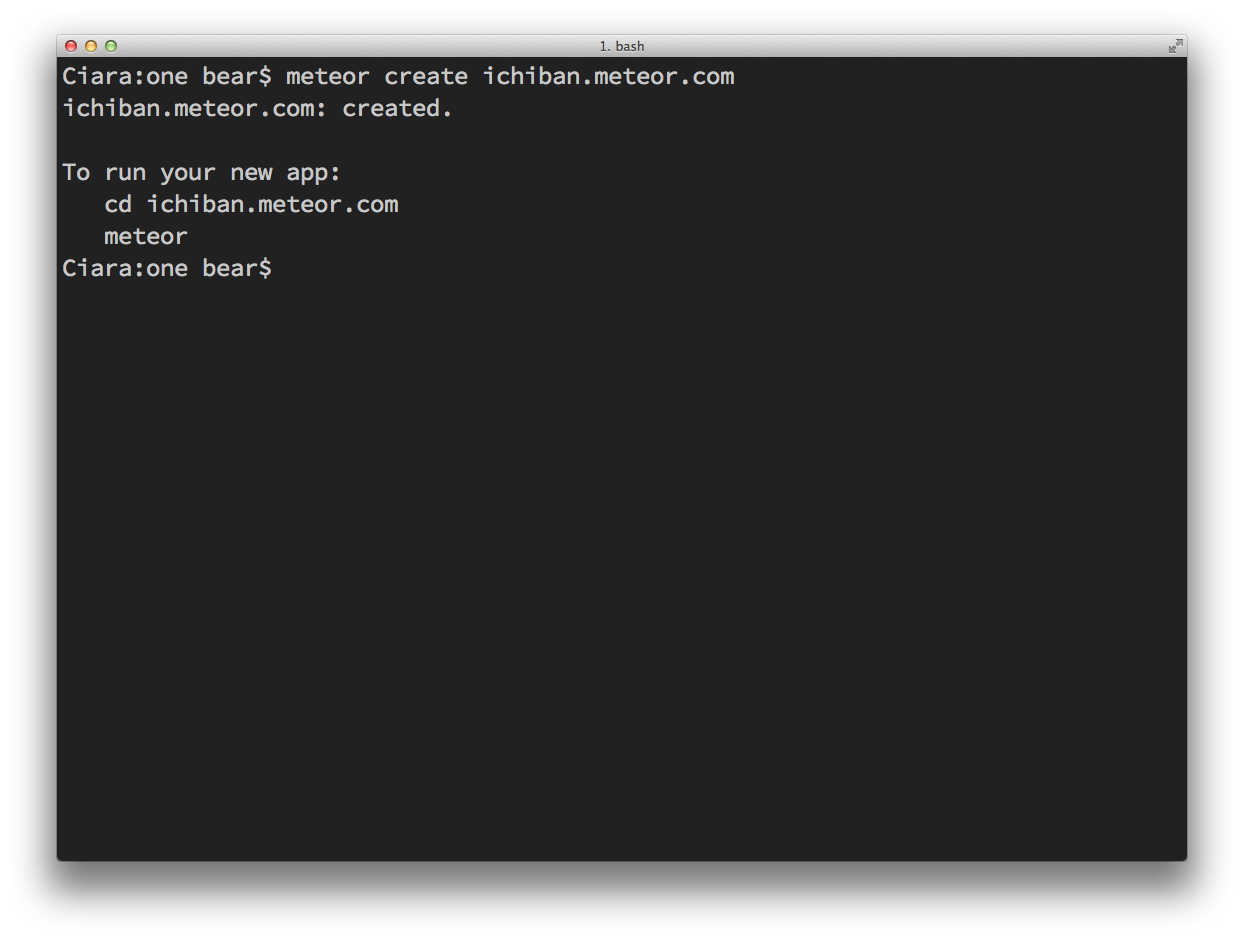 1. bash
Ciara:one bear$ meteor create ichiban.meteor.com
ichiban.meteor.com: created.
To run your new app:
   cd ichiban.meteor.com
   meteor
Ciara:one bear$